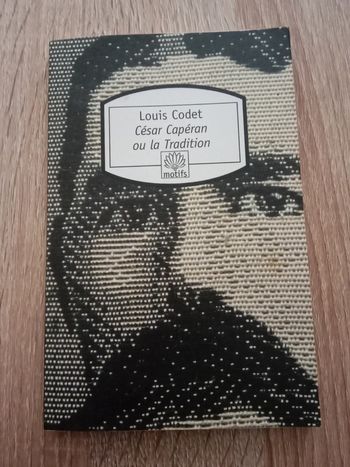 Louis Codet
César Capéran
ou la Tradition
motifs